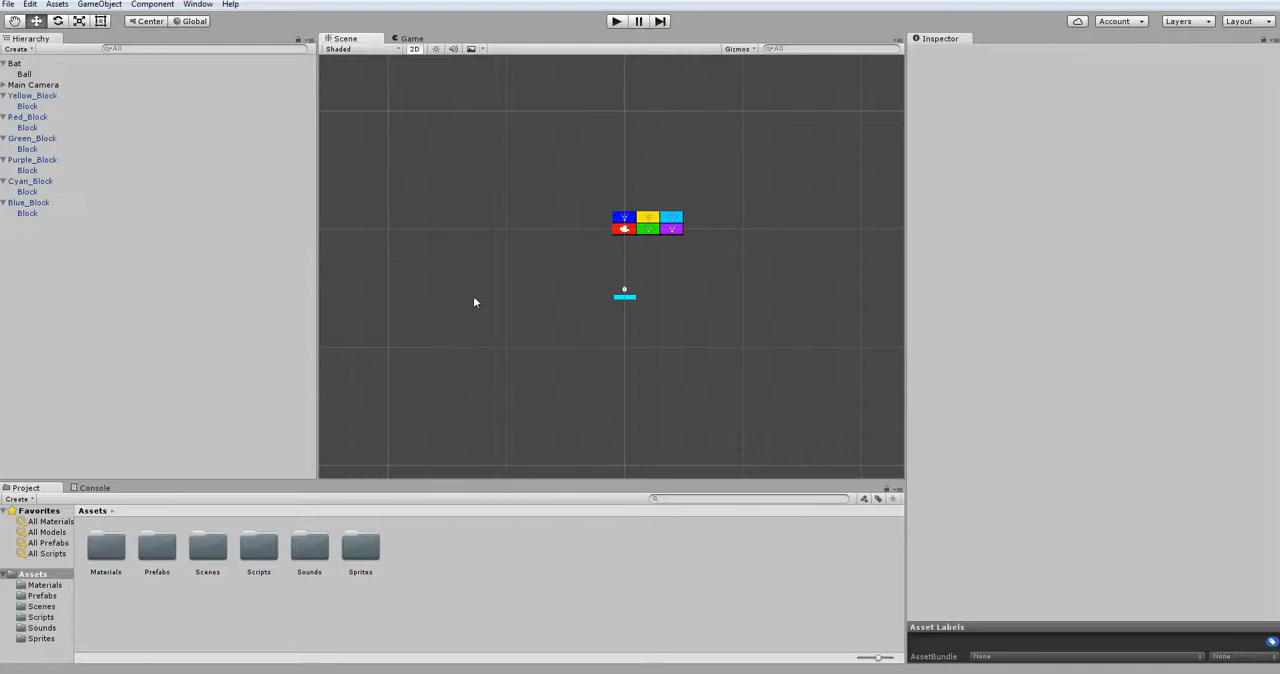 File Edit Assets GameObject Component Window Help
Center Global Account Layers Layout
Hierarchy
Create All
Bat
Ball
Main Camera
Yellow_Block
Block
Red_Block
Block
Green_Block
Block
Purple_Block
Block
Cyan_Block
Block
Blue_Block
Block
Scene Game
Shaded 2D Gizmos All
Inspector
Project Console
Create
Favorites
All Materials
All Models
All Prefabs
All Scripts
Assets
Materials
Prefabs
Scenes
Scripts
Sounds
Sprites
Assets
Materials Prefabs Scenes Scripts Sounds Sprites
Asset Labels
AssetBundle None None